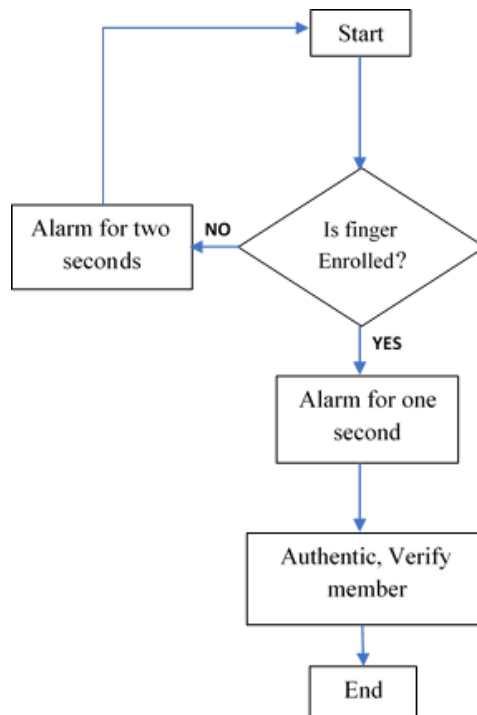 Start
Is finger
Enrolled?
NO
Alarm for two
seconds
YES
Alarm for one
second
Authentic, Verify
member
End